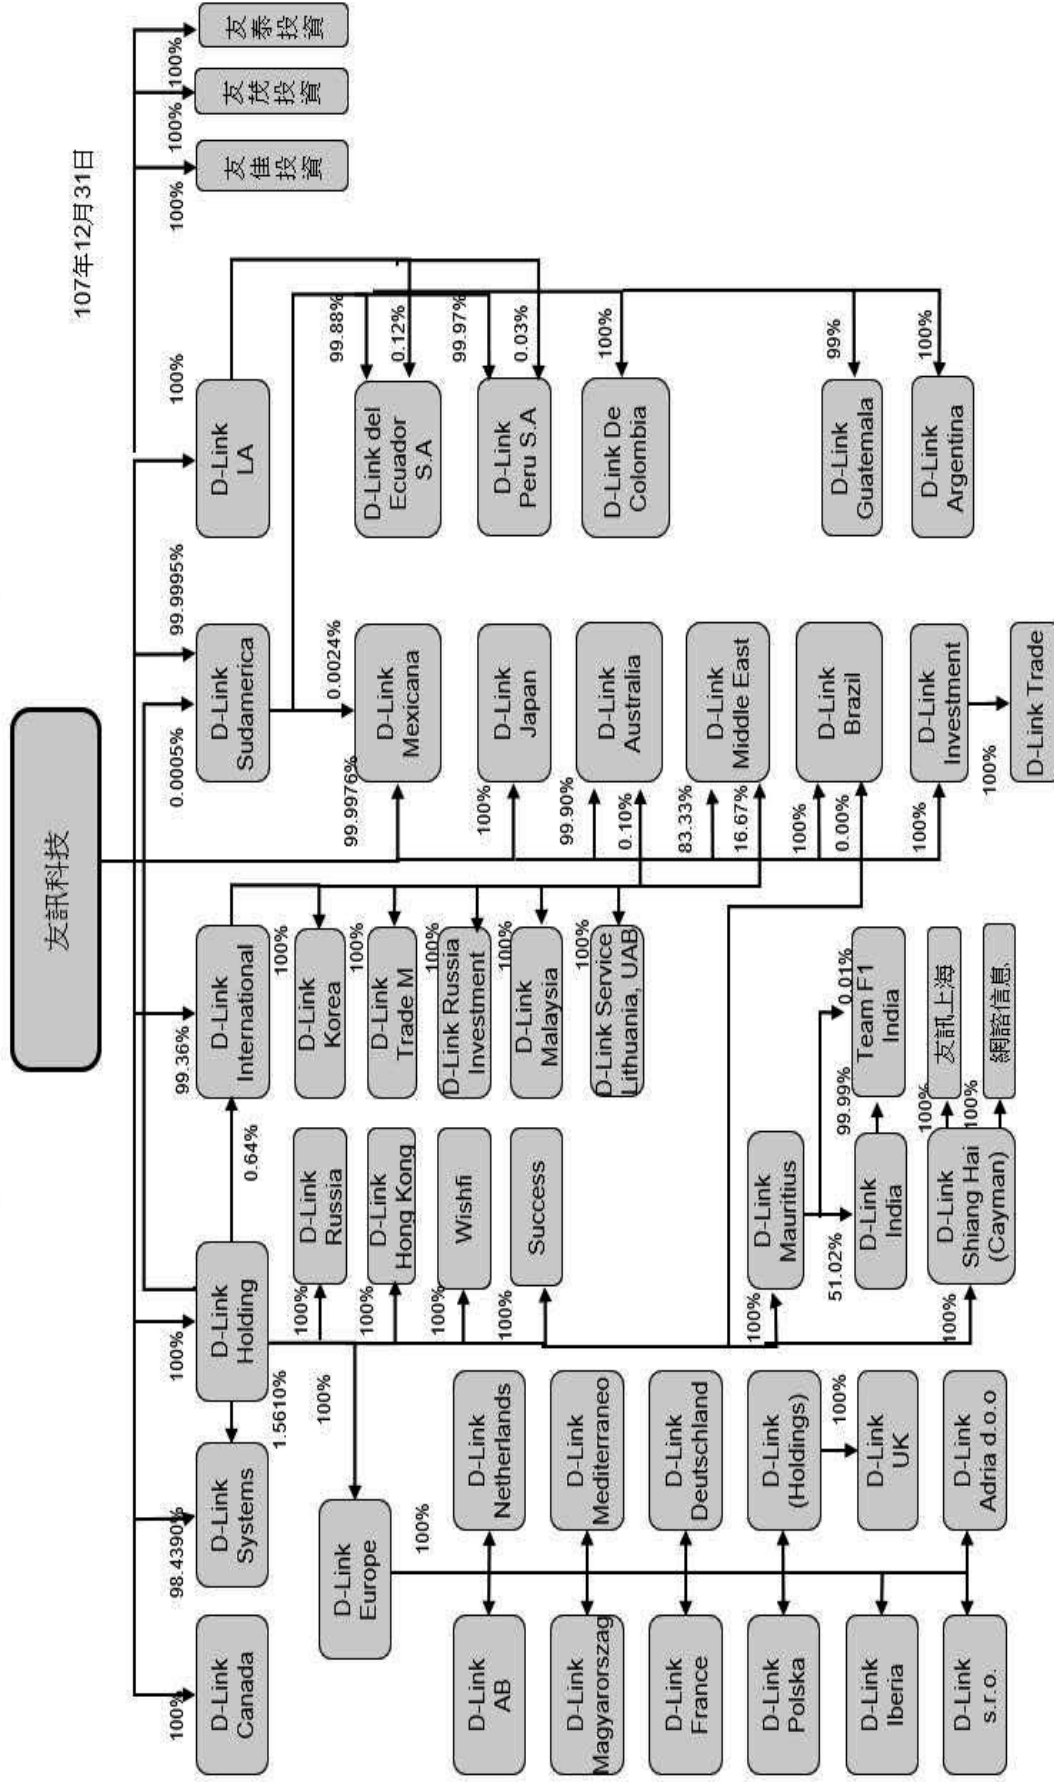 友訊科技
107年12月31日
100%
D-Link
Canada
98.4390%
D-Link
Systems
1.5610%
100%
D-Link
Holding
0.64%
99.36%
D-Link
International
0.0005%
99.9995%
D-Link
Sudamerica
100%
D-Link
LA
100%
友佳投資
100%
友茂投資
100%
友泰投資
100%
D-Link
Europe
100%
D-Link
AB
D-Link
Netherlands
D-Link
Magyarorszag
D-Link
Mediterraneo
D-Link
France
D-Link
Deutschland
D-Link
Polska
D-Link
(Holdings)
100%
D-Link
UK
D-Link
Iberia
D-Link
s.r.o.
D-Link
Adria d.o.o
100%
D-Link
Russia
100%
D-Link
Hong Kong
100%
Wishfi
100%
Success
100%
D-Link
Mauritius
51.02%
D-Link
India
99.99%
0.01%
Team F1
India
100%
D-Link
Shiang Hai
(Cayman)
100%
友訊上海
100%
網諮信息
100%
D-Link
Korea
100%
D-Link
Trade M
100%
D-Link Russia
Investment
100%
D-Link
Malaysia
100%
D-Link Service
Lithuania, UAB
99.9976%
0.0024%
D-Link
Mexicana
100%
D-Link
Japan
99.90%
0.10%
D-Link
Australia
83.33%
16.67%
D-Link
Middle East
100%
0.00%
D-Link
Brazil
100%
D-Link
Investment
100%
D-Link Trade
99.88%
0.12%
D-Link del
Ecuador
S.A
99.97%
0.03%
D-Link
Peru S.A
100%
D-Link De
Colombia
99%
D-Link
Guatemala
100%
D-Link
Argentina